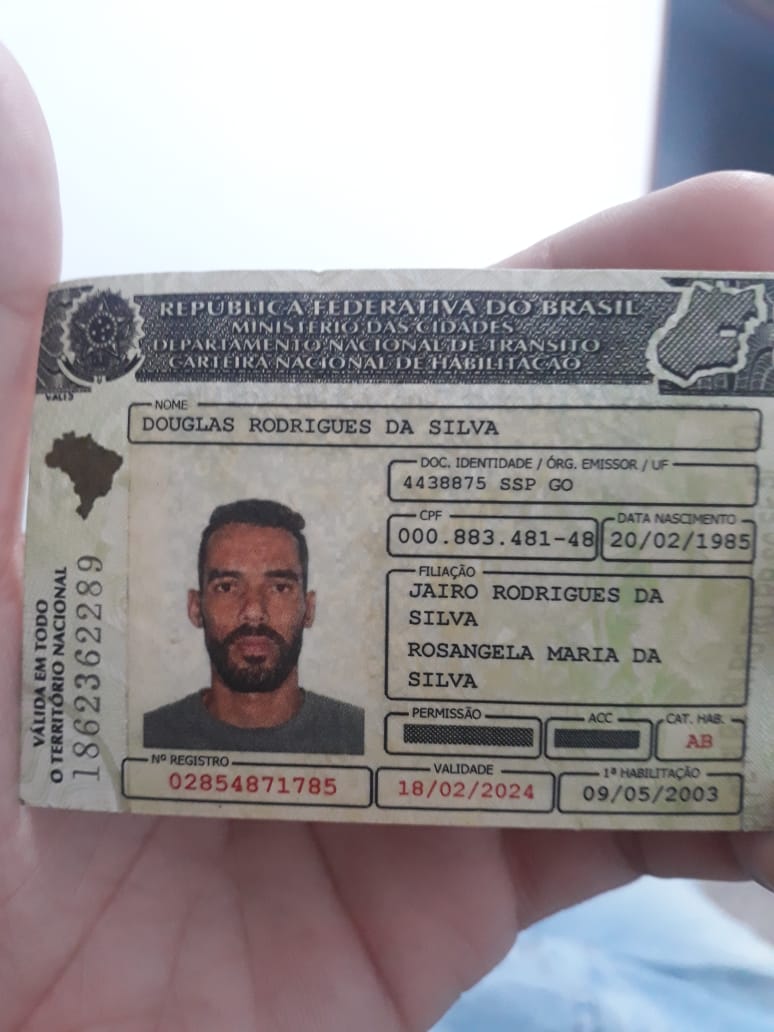 REPÚBLICA FEDERATIVA DO BRASIL
MINISTÉRIO DAS CIDADES
DEPARTAMENTO NACIONAL DE TRÂNSITO
CARTEIRA NACIONAL DE HABILITAÇÃO
NOME
DOUGLAS RODRIGUES DA SILVA
DOC. IDENTIDADE / ÓRG. EMISSOR / UF
4438875 SSP GO
CPF
000.883.481-48
DATA NASCIMENTO
20/02/1985
FILIAÇÃO
JAIRO RODRIGUES DA
SILVA
ROSANGELA MARIA DA
SILVA
PERMISSÃO
ACC
CAT. HAB.
AB
Nº REGISTRO
02854871785
VALIDADE
18/02/2024
1ª HABILITAÇÃO
09/05/2003
VÁLIDA EM TODO
O TERRITÓRIO NACIONAL
1862362289